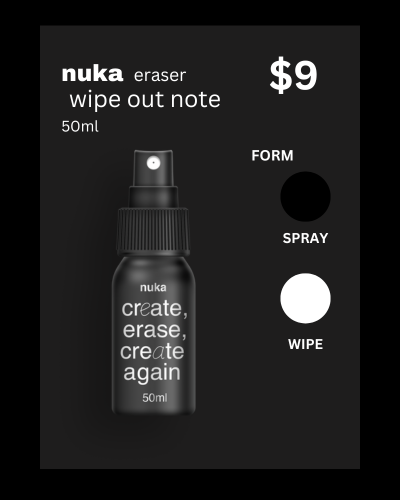 nuka eraser
wipe out note
50ml
$9
FORM
SPRAY
WIPE
nuka
create,
erase,
create
again
50ml